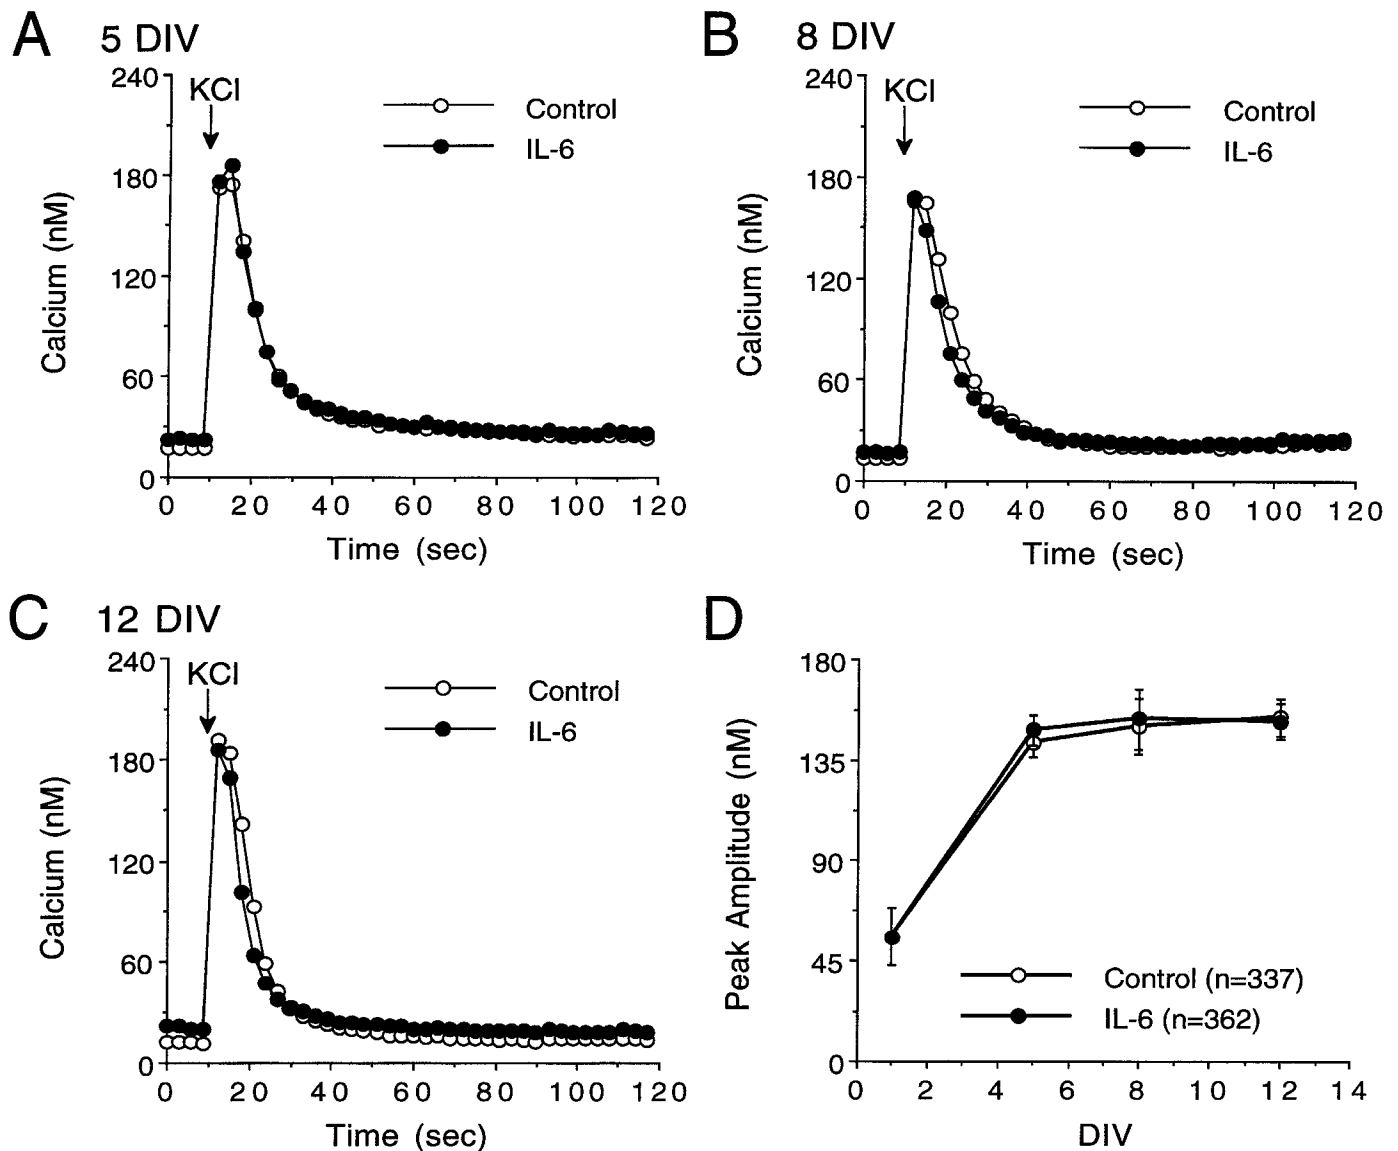 A 5 DIV
240
180
120
60
0
KCl
Control
IL-6
Calcium (nM)
0 20 40 60 80 100 120
Time (sec)
B 8 DIV
240
180
120
60
0
KCl
Control
IL-6
Calcium (nM)
0 20 40 60 80 100 120
Time (sec)
C 12 DIV
240
180
120
60
0
KCl
Control
IL-6
Calcium (nM)
0 20 40 60 80 100 120
Time (sec)
D
180
135
90
45
0
Peak Amplitude (nM)
Control (n=337)
IL-6 (n=362)
0 2 4 6 8 10 12 14
DIV